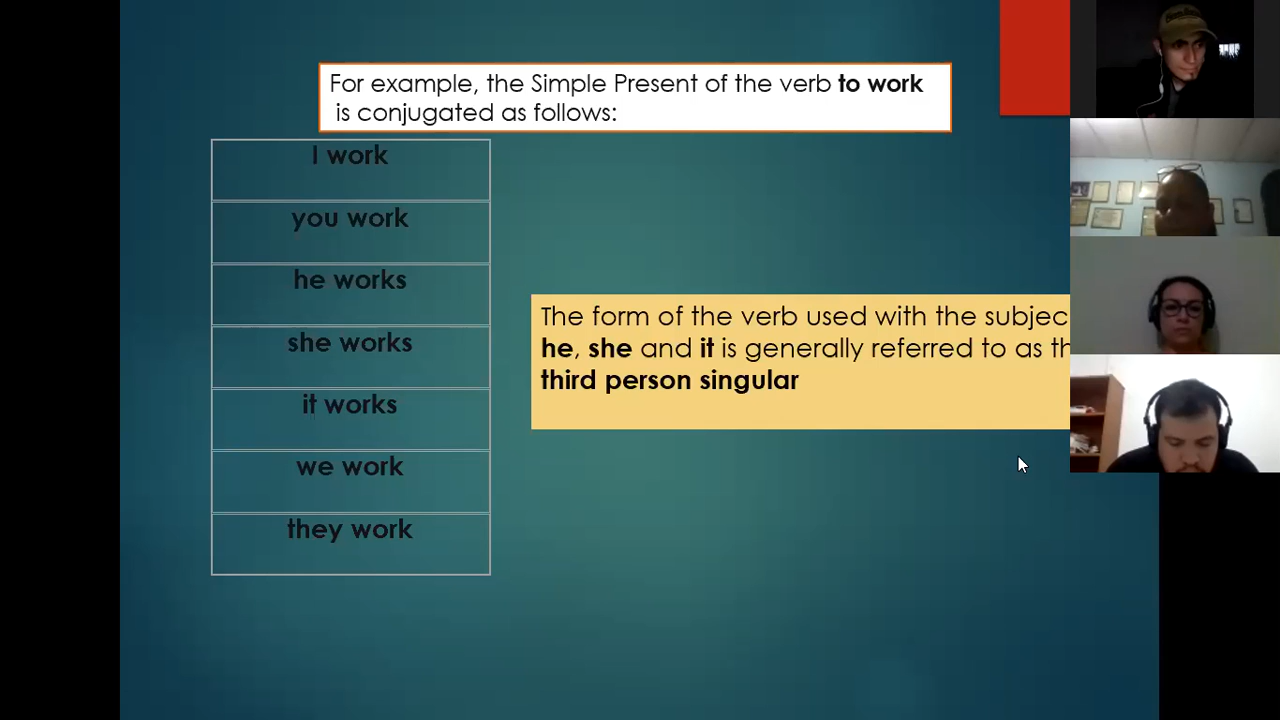 For example, the Simple Present of the verb to work
is conjugated as follows:
I work
you work
he works
she works
it works
we work
they work
The form of the verb used with the subjec
he, she and it is generally referred to as th
third person singular